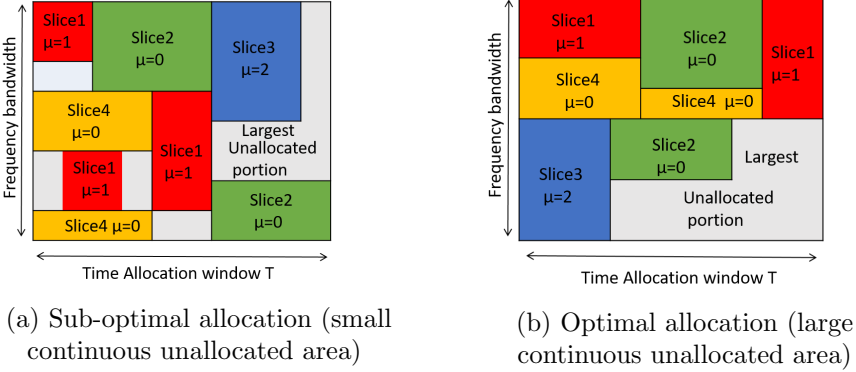 Frequency bandwidth
Slice1
μ=1
Slice2
μ=0
Slice3
μ=2
Slice4
μ=0
Slice1
μ=1
Slice1
μ=1
Largest
Unallocated
portion
Slice2
μ=0
Slice4 μ=0
Time Allocation window T
(a) Sub-optimal allocation (small
continuous unallocated area)
Frequency bandwidth
Slice1
μ=1
Slice2
μ=0
Slice1
μ=1
Slice4
μ=0
Slice4 μ=0
Slice3
μ=2
Slice2
μ=0
Largest
Unallocated
portion
Time Allocation window T
(b) Optimal allocation (large
continuous unallocated area)